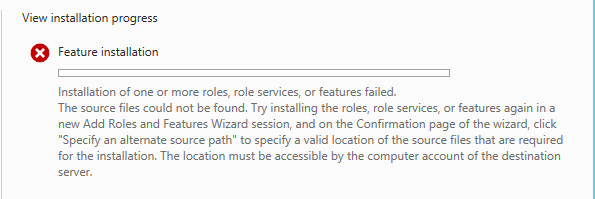 View installation progress
Feature installation
Installation of one or more roles, role services, or features failed.
The source files could not be found. Try installing the roles, role services, or features again in a
new Add Roles and Features Wizard session, and on the Confirmation page of the wizard, click
"Specify an alternate source path" to specify a valid location of the source files that are required
for the installation. The location must be accessible by the computer account of the destination
server.